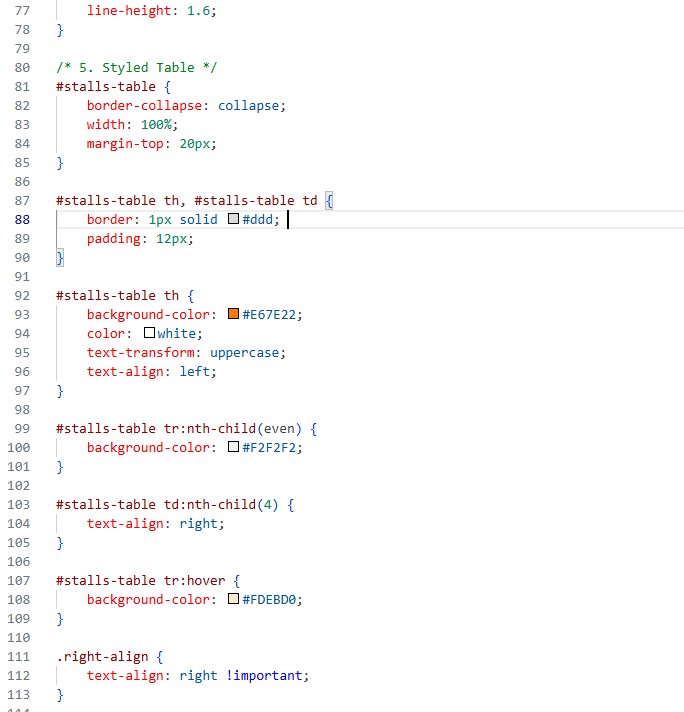 77 line-height: 1.6;
78 }
79
80 /* 5. Styled Table */
81 #stalls-table {
82 border-collapse: collapse;
83 width: 100%;
84 margin-top: 20px;
85 }
86
87 #stalls-table th, #stalls-table td {
88 border: 1px solid #ddd;
89 padding: 12px;
90 }
91
92 #stalls-table th {
93 background-color: #E67E22;
94 color: white;
95 text-transform: uppercase;
96 text-align: left;
97 }
98
99 #stalls-table tr:nth-child(even) {
100 background-color: #F2F2F2;
101 }
102
103 #stalls-table td:nth-child(4) {
104 text-align: right;
105 }
106
107 #stalls-table tr:hover {
108 background-color: #FDEBD0;
109 }
110
111 .right-align {
112 text-align: right !important;
113 }